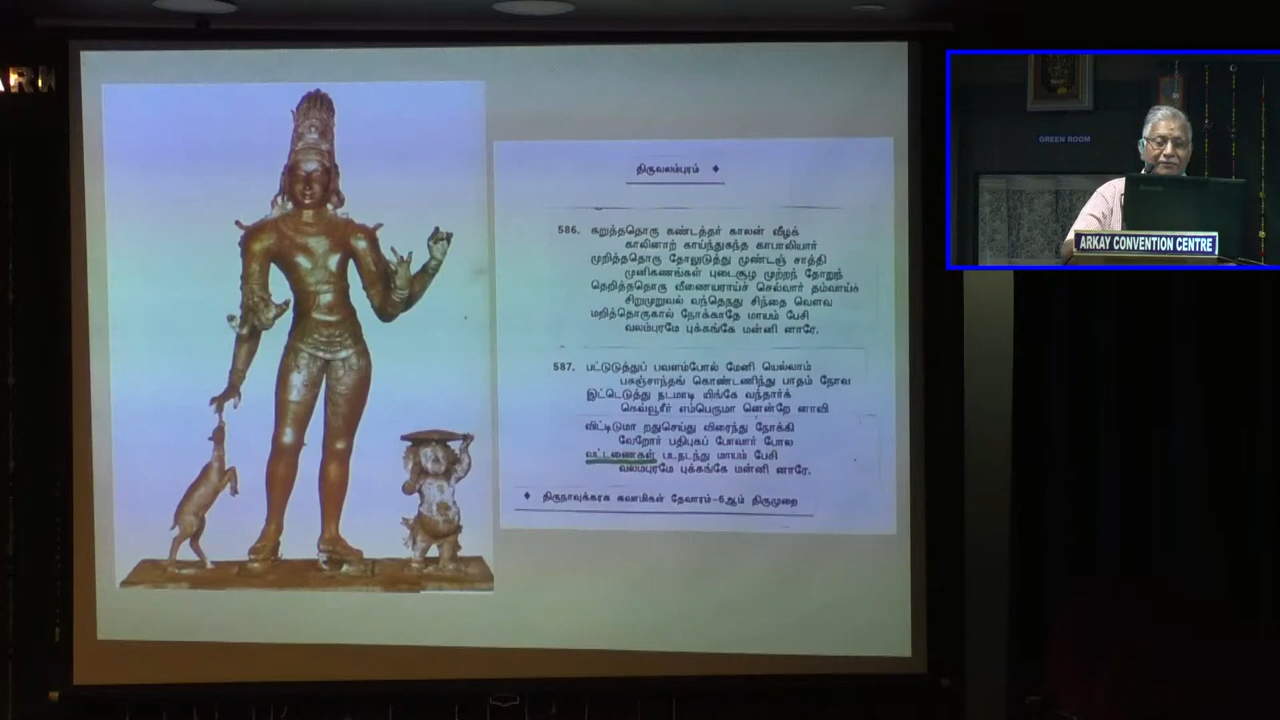 திருவலம்புரம்
586. கறுத்ததொரு கண்டத்தர் காலன் வீழக்
காலினாற் காய்ந்துகந்த காபாலியார்
முறித்ததொரு தோலுடுத்து முண்டஞ் சாத்தி
முனிகணங்கள் புடைசூழ முற்றந் தோறுந்
தெறித்ததொரு வீணையராய்ச் செல்வார் தம்வாய்ச்
சிறுமுறுவல் வந்தெனது சிந்தை வௌவ
மறித்தொருகால் நோக்காதே மாயம் பேசி
வலம்புரமே புக்கங்கே மன்னி னாரே.
587. பட்டுடுத்துப் பவளம்போல் மேனி யெல்லாம்
பசுஞ்சாந்தங் கொண்டணிந்து பாதம் நோவ
இட்டெடுத்து நடமாடி யிங்கே வந்தார்க்
கெவ்வூரீர் எம்பெருமா னென்றே னாவி
விட்டிடுமா றதுசெய்து விரைந்து நோக்கி
வேறோர் பதிபுகப் போவார் போல
வட்டணைகள் படநடந்து மாயம் பேசி
வலம்புரமே புக்கங்கே மன்னி னாரே.
திருநாவுக்கரசு சுவாமிகள் தேவாரம்-6ஆம் திருமுறை
GREEN ROOM
ARKAY CONVENTION CENTRE